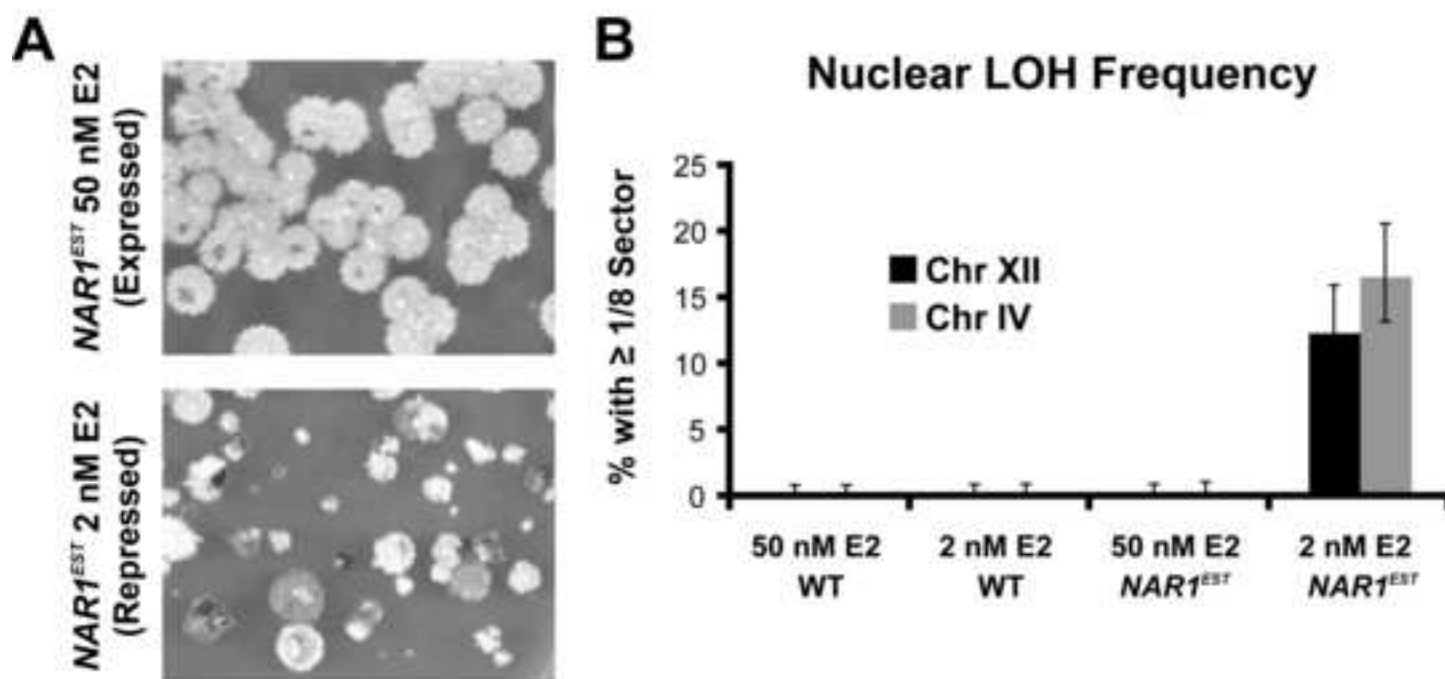 A
NAR1EST 50 nM E2
(Expressed)
NAR1EST 2 nM E2
(Repressed)
B
Nuclear LOH Frequency
% with ≥ 1/8 Sector
25
20
15
10
5
0
Chr XII
Chr IV
50 nM E2
WT
2 nM E2
WT
50 nM E2
NAR1EST
2 nM E2
NAR1EST